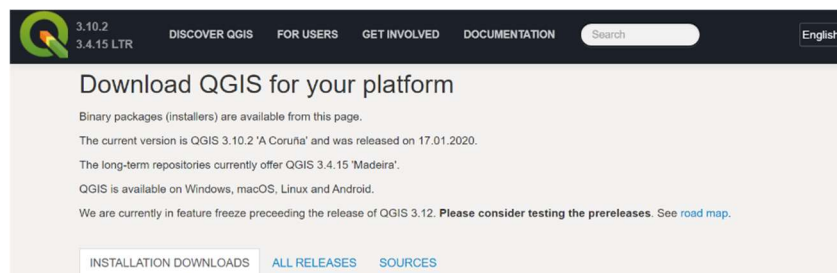 3.10.2
3.4.15 LTR
DISCOVER QGIS FOR USERS GET INVOLVED DOCUMENTATION Search English
Download QGIS for your platform
Binary packages (installers) are available from this page.
The current version is QGIS 3.10.2 'A Coruña' and was released on 17.01.2020.
The long-term repositories currently offer QGIS 3.4.15 'Madeira'.
QGIS is available on Windows, macOS, Linux and Android.
We are currently in feature freeze preceeding the release of QGIS 3.12. Please consider testing the prereleases. See road map.
INSTALLATION DOWNLOADS ALL RELEASES SOURCES